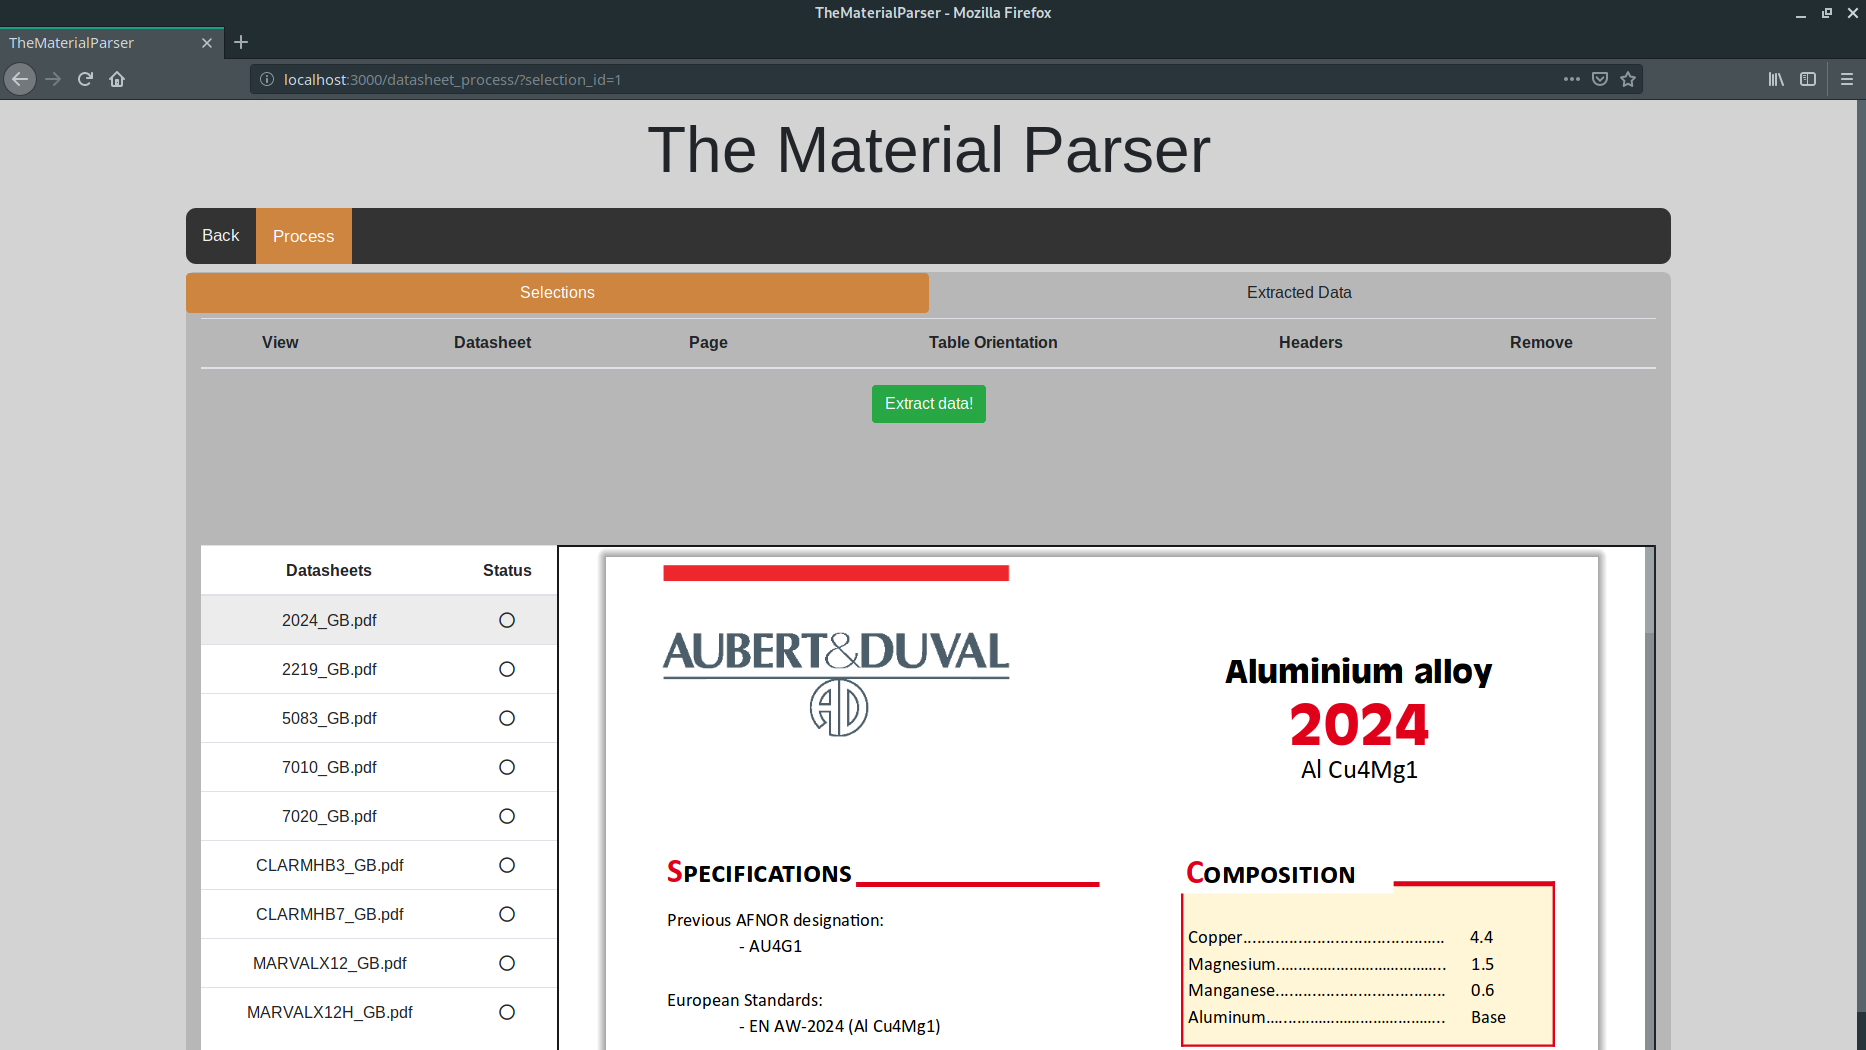 TheMaterialParser - Mozilla Firefox
TheMaterialParser
localhost:3000/datasheet_process/?selection_id=1
The Material Parser
Back Process
Selections Extracted Data
View Datasheet Page Table Orientation Headers Remove
Extract data!
Datasheets Status
2024_GB.pdf
2219_GB.pdf
5083_GB.pdf
7010_GB.pdf
7020_GB.pdf
CLARMHB3_GB.pdf
CLARMHB7_GB.pdf
MARVALX12_GB.pdf
MARVALX12H_GB.pdf
AUBERT&DUVAL
AD
Aluminium alloy
2024
Al Cu4Mg1
SPECIFICATIONS
Previous AFNOR designation:
- AU4G1
European Standards:
- EN AW-2024 (Al Cu4Mg1)
COMPOSITION
Copper............................................ 4.4
Magnesium..................................... 1.5
Manganese..................................... 0.6
Aluminum....................................... Base